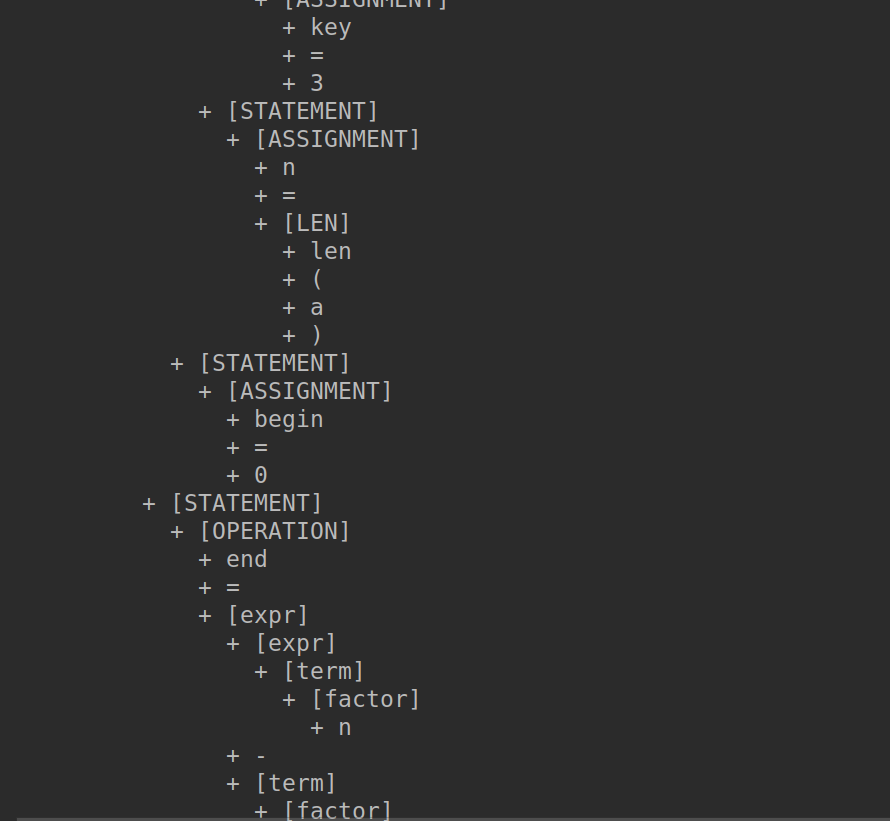 + [ASSIGNMENT]
+ key
+ =
+ 3
+ [STATEMENT]
+ [ASSIGNMENT]
+ n
+ =
+ [LEN]
+ len
+ (
+ a
+ )
+ [STATEMENT]
+ [ASSIGNMENT]
+ begin
+ =
+ 0
+ [STATEMENT]
+ [OPERATION]
+ end
+ =
+ [expr]
+ [expr]
+ [term]
+ [factor]
+ n
+ -
+ [term]
+ [factor]